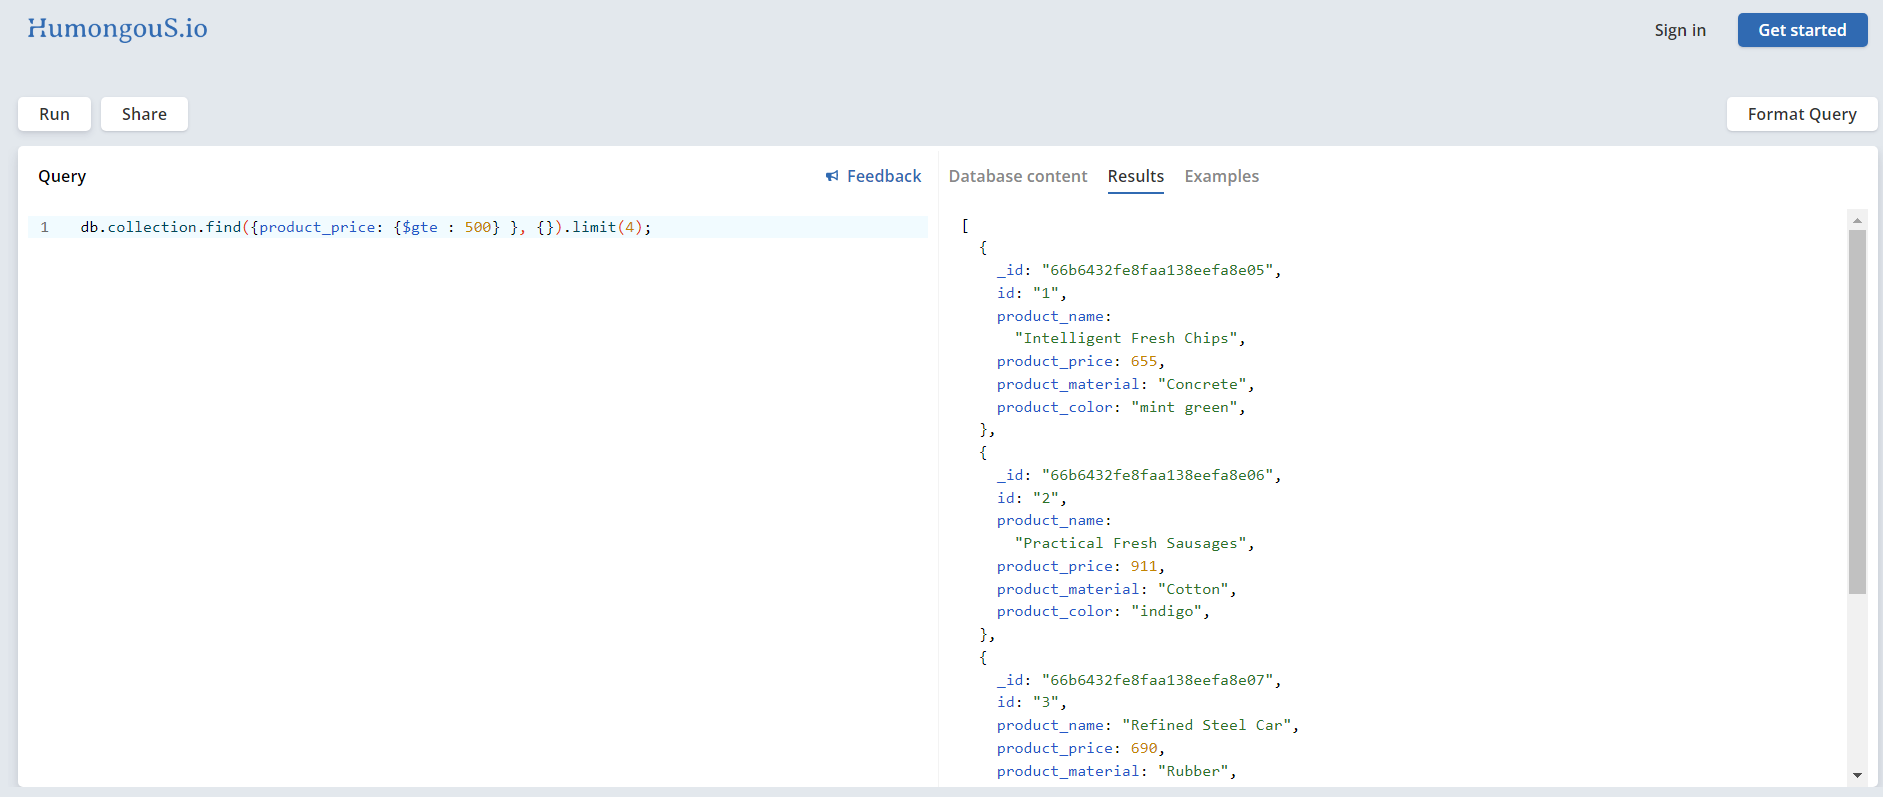 HumongouS.io
Sign in
Get started
Run
Share
Format Query
Query
Feedback
1 db.collection.find({product_price: {$gte : 500} }, {}).limit(4);
Database content
Results
Examples
[
{
_id: "66b6432fe8faa138eefa8e05",
id: "1",
product_name:
"Intelligent Fresh Chips",
product_price: 655,
product_material: "Concrete",
product_color: "mint green",
},
{
_id: "66b6432fe8faa138eefa8e06",
id: "2",
product_name:
"Practical Fresh Sausages",
product_price: 911,
product_material: "Cotton",
product_color: "indigo",
},
{
_id: "66b6432fe8faa138eefa8e07",
id: "3",
product_name: "Refined Steel Car",
product_price: 690,
product_material: "Rubber",